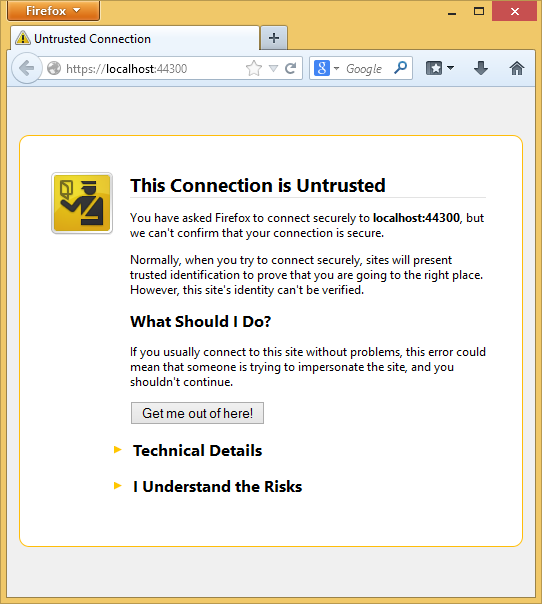 Firefox
Untrusted Connection
https://localhost:44300
Google
This Connection is Untrusted
You have asked Firefox to connect securely to localhost:44300, but
we can't confirm that your connection is secure.
Normally, when you try to connect securely, sites will present
trusted identification to prove that you are going to the right place.
However, this site's identity can't be verified.
What Should I Do?
If you usually connect to this site without problems, this error could
mean that someone is trying to impersonate the site, and you
shouldn't continue.
Get me out of here!
Technical Details
I Understand the Risks